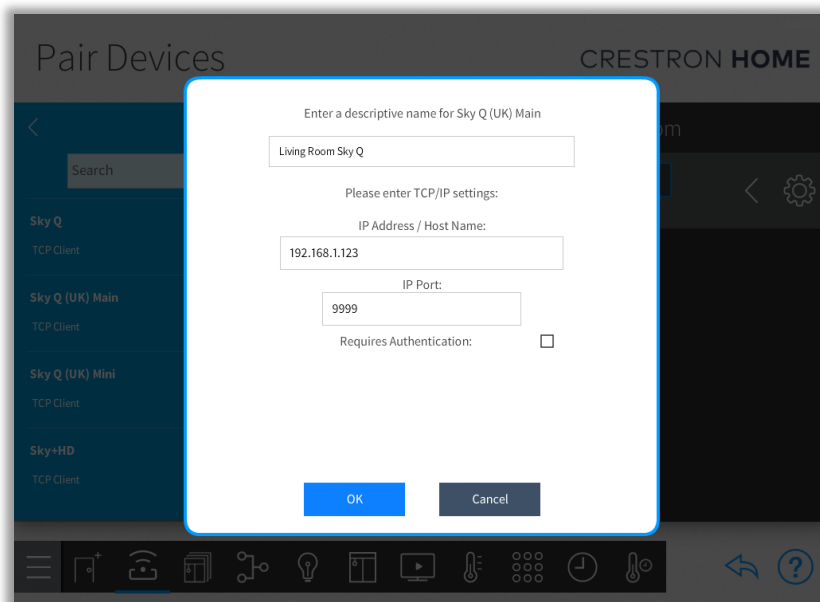 Pair Devices
CRESTRON HOME
Enter a descriptive name for Sky Q (UK) Main
Living Room Sky Q
Please enter TCP/IP settings:
IP Address / Host Name:
192.168.1.123
IP Port:
9999
Requires Authentication:
OK
Cancel
Search
Sky Q
TCP Client
Sky Q (UK) Main
TCP Client
Sky Q (UK) Mini
TCP Client
Sky+HD
TCP Client
?